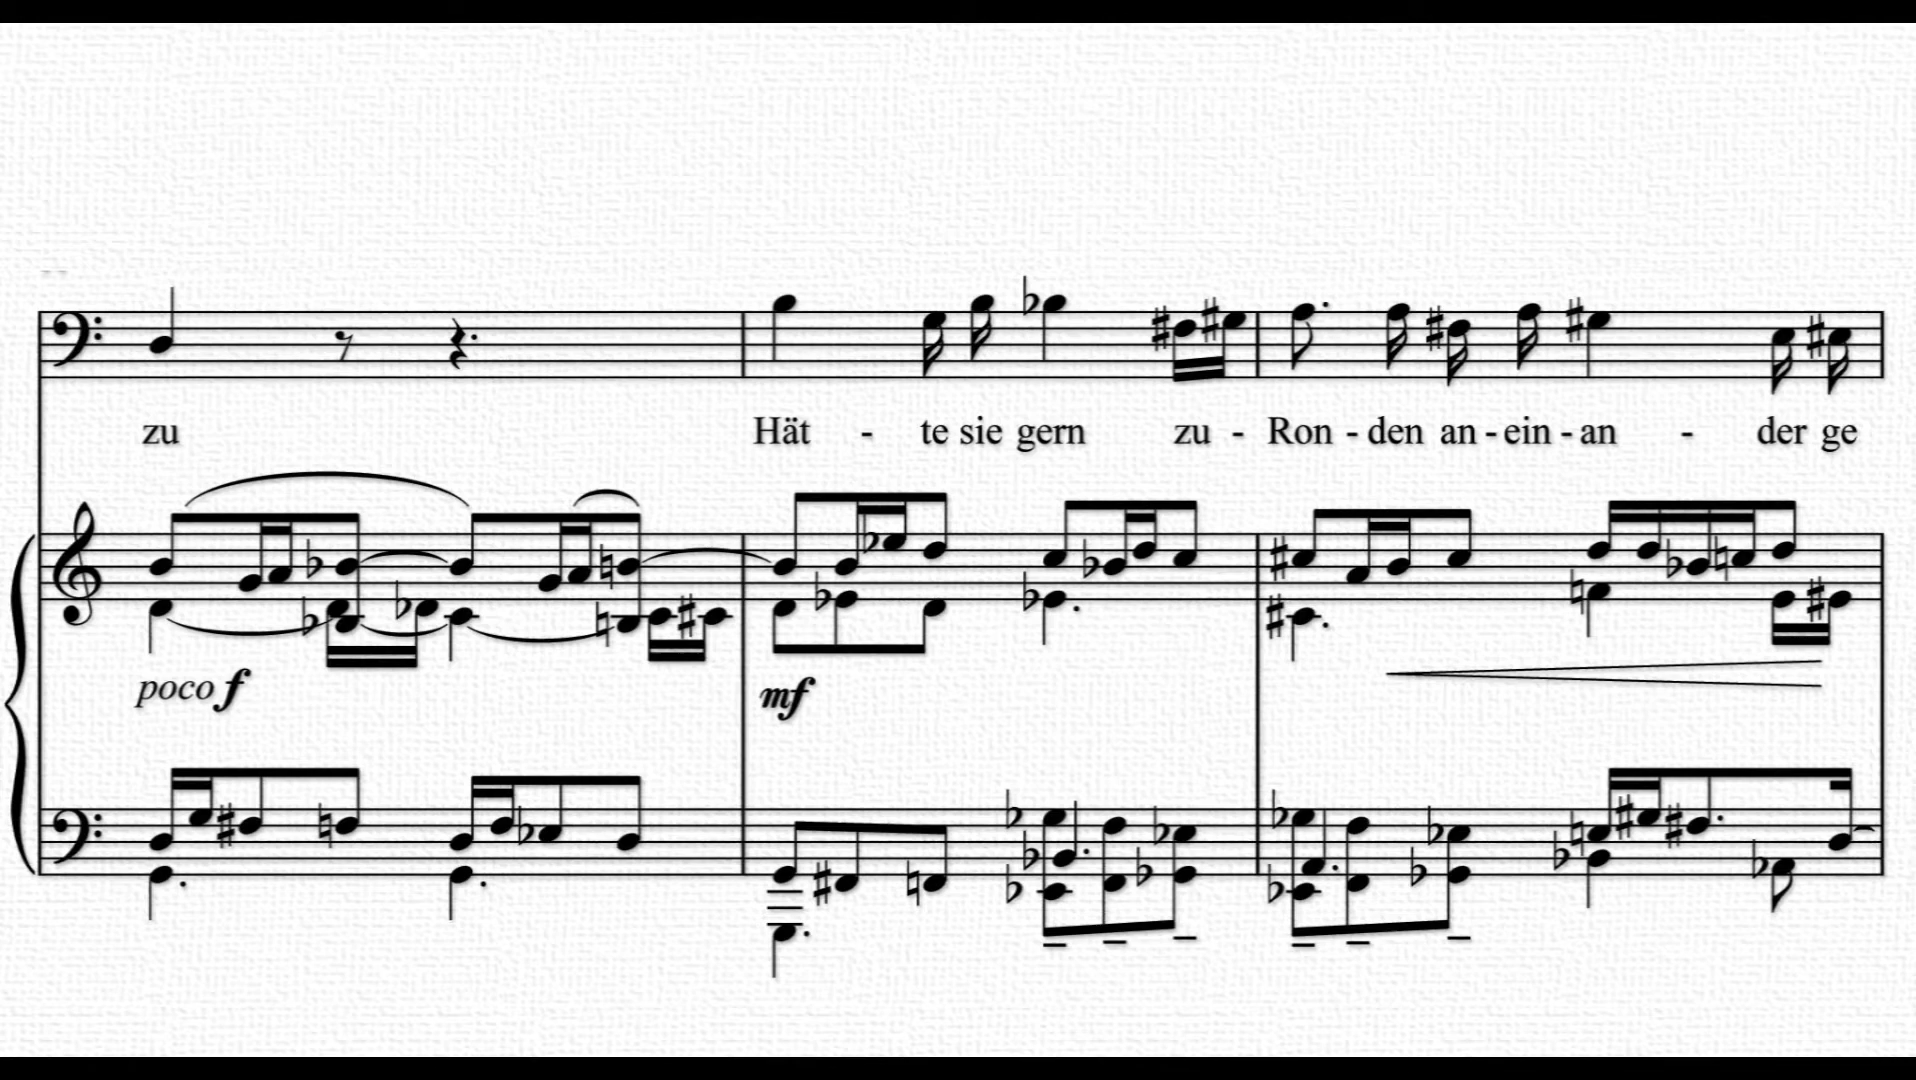 zu Hät - te sie gern zu - Ron - den an - ein - an - der ge
poco f mf